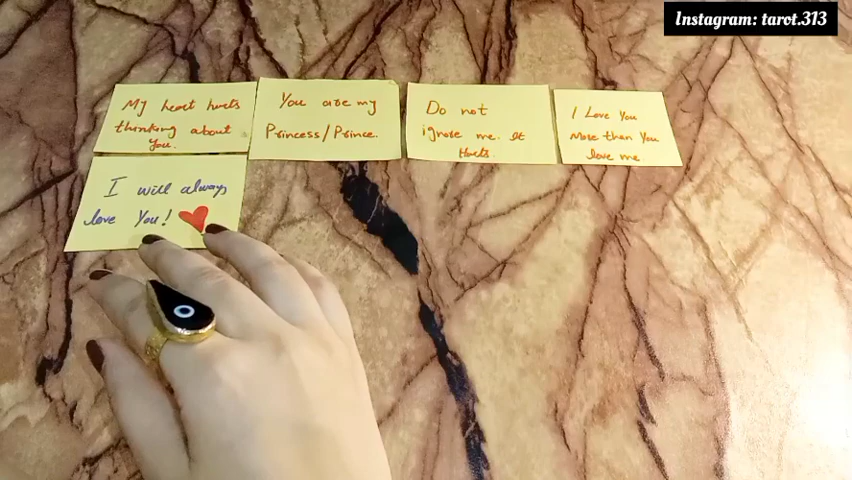 Instagram: tarot.313
My heart hurts
thinking about
You.
You are my
Princess/Prince.
Do not
ignore me. It
Hurts.
I Love You
More than You
love me
I will always
love You!